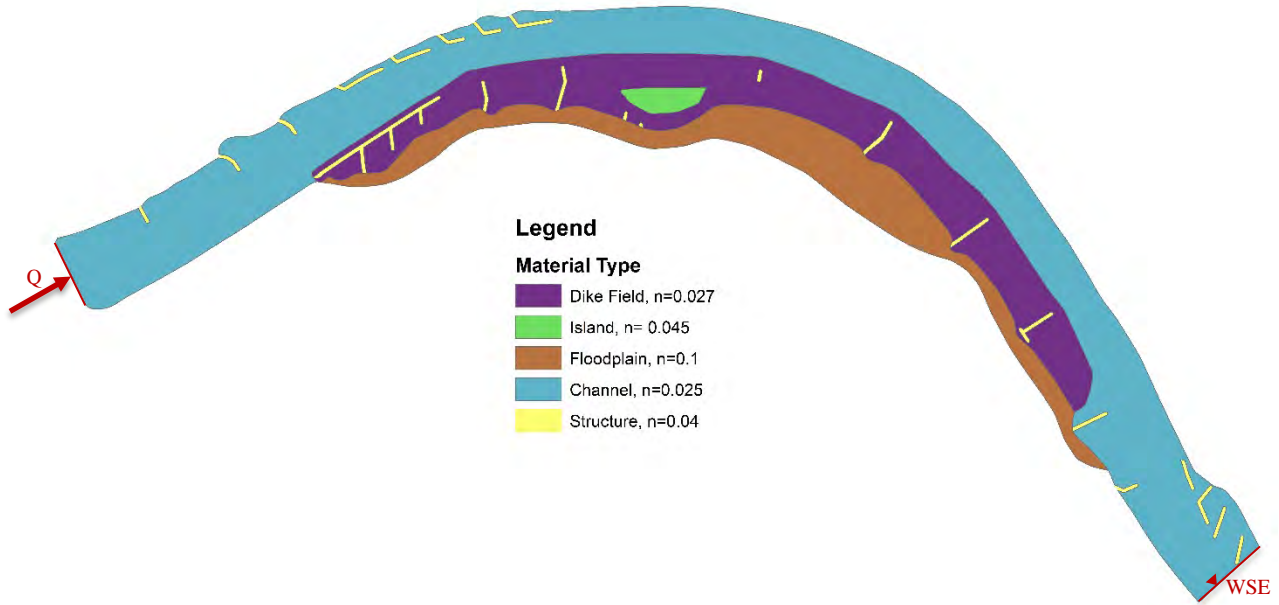 Q
Legend
Material Type
Dike Field, n=0.027
Island, n= 0.045
Floodplain, n=0.1
Channel, n=0.025
Structure, n=0.04
WSE